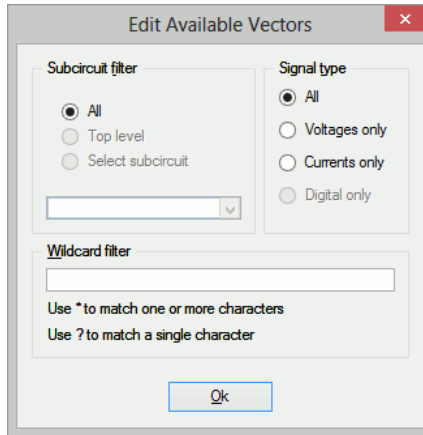 Edit Available Vectors
Subcircuit filter
All
Top level
Select subcircuit
Signal type
All
Voltages only
Currents only
Digital only
Wildcard filter
Use * to match one or more characters
Use ? to match a single character
Ok